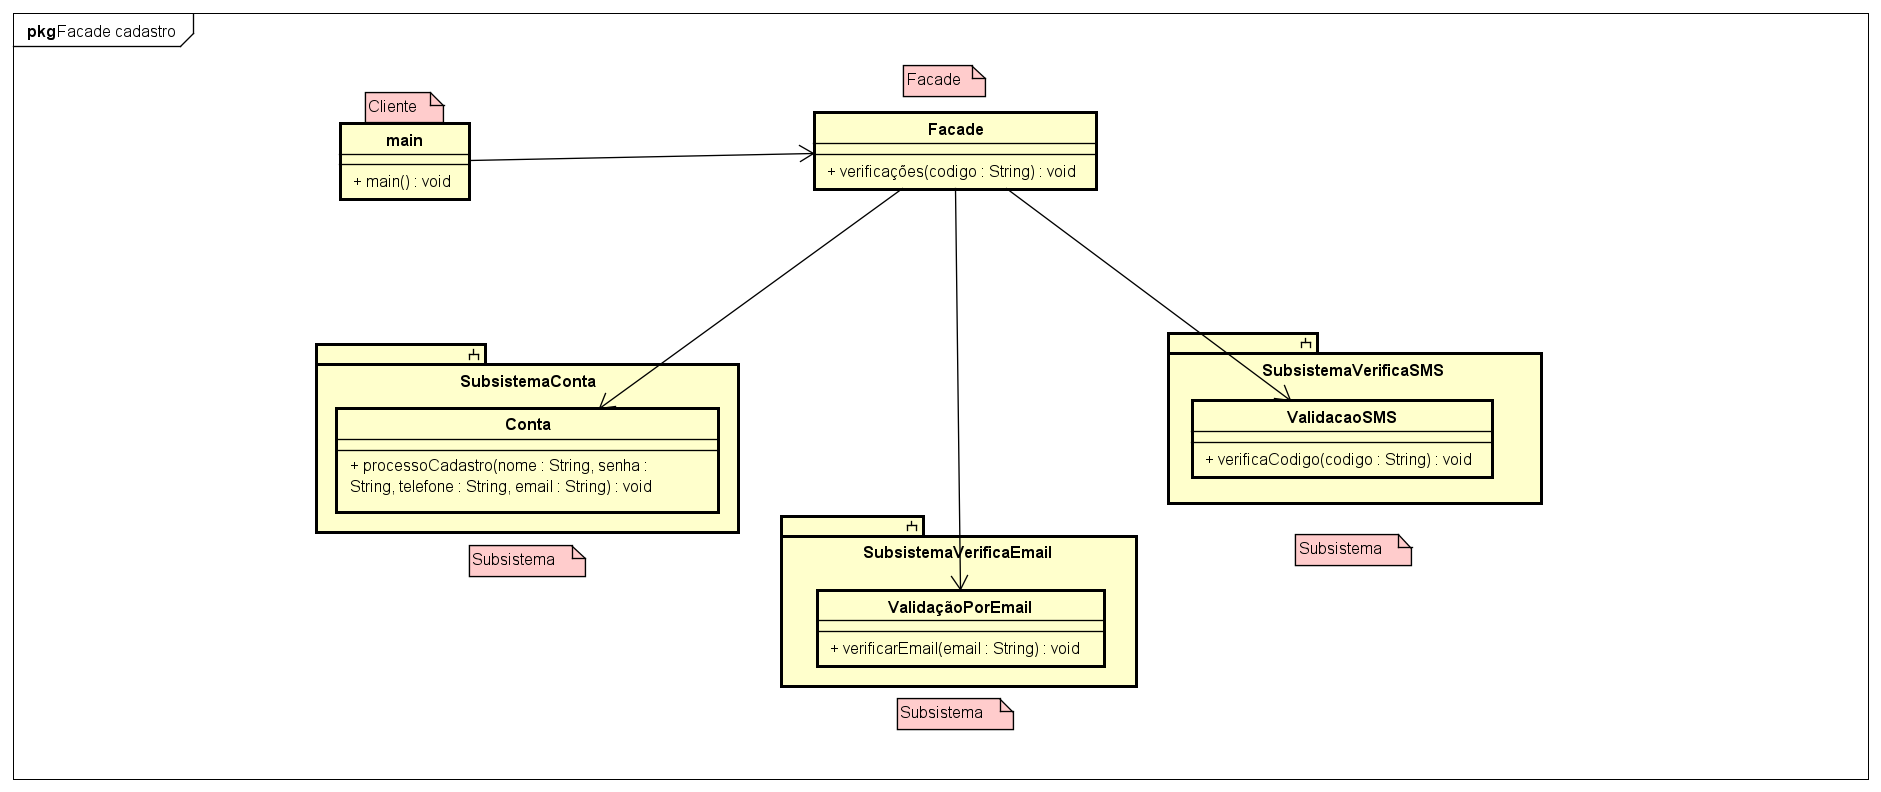 pkgFacade cadastro
Facade
Cliente
main
+ main() : void
Facade
+ verificações(codigo : String) : void
SubsistemaConta
Conta
+ processoCadastro(nome : String, senha :
String, telefone : String, email : String) : void
Subsistema
SubsistemaVerificaSMS
ValidacaoSMS
+ verificaCodigo(codigo : String) : void
Subsistema
SubsistemaVerificaEmail
ValidaçãoPorEmail
+ verificarEmail(email : String) : void
Subsistema